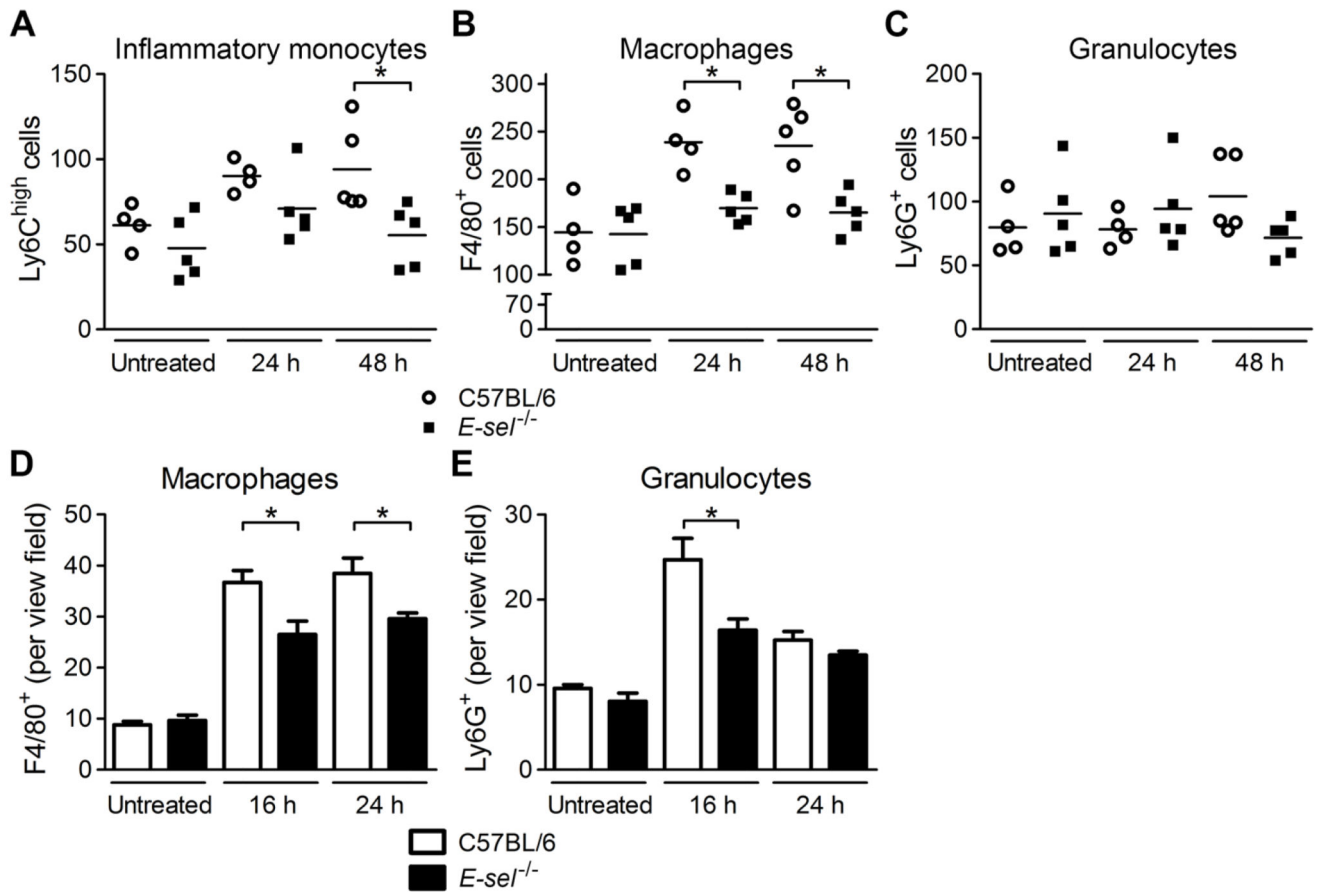 A
Inflammatory monocytes
Ly6Chigh cells
150
100
50
0
*
Untreated
24 h
48 h
B
Macrophages
F4/80+ cells
300
250
200
150
100
70
0
*
*
Untreated
24 h
48 h
C
Granulocytes
Ly6G+ cells
200
150
100
50
0
Untreated
24 h
48 h
C57BL/6
E-sel-/-
D
Macrophages
F4/80+ (per view field)
50
40
30
20
10
0
*
*
Untreated
16 h
24 h
E
Granulocytes
Ly6G+ (per view field)
30
20
10
0
*
Untreated
16 h
24 h
C57BL/6
E-sel-/-